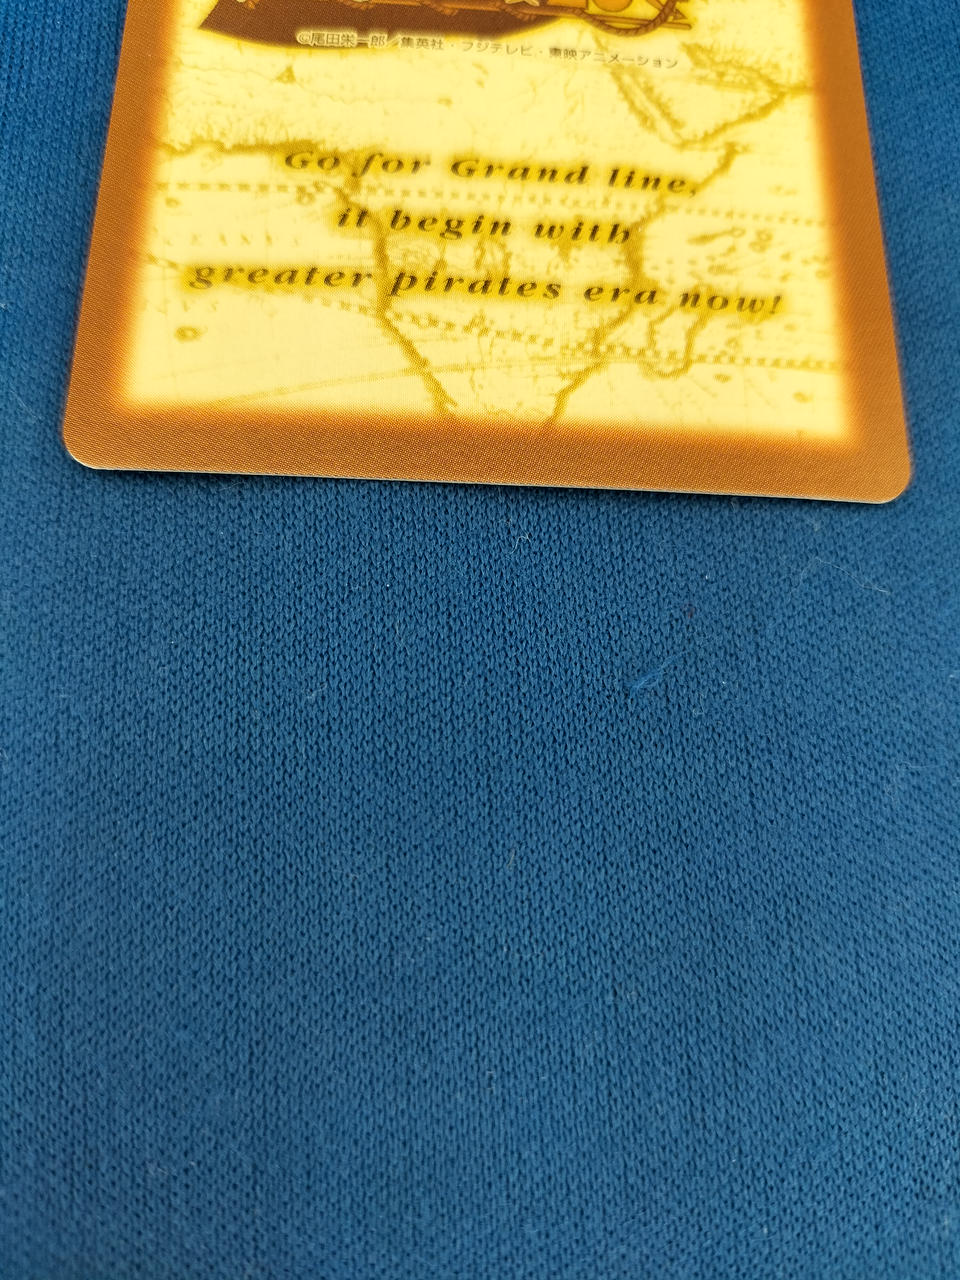 ©尾田栄一郎／集英社・フジテレビ・東映アニメーション
Go for Grand line,
it begin with
greater pirates era now!